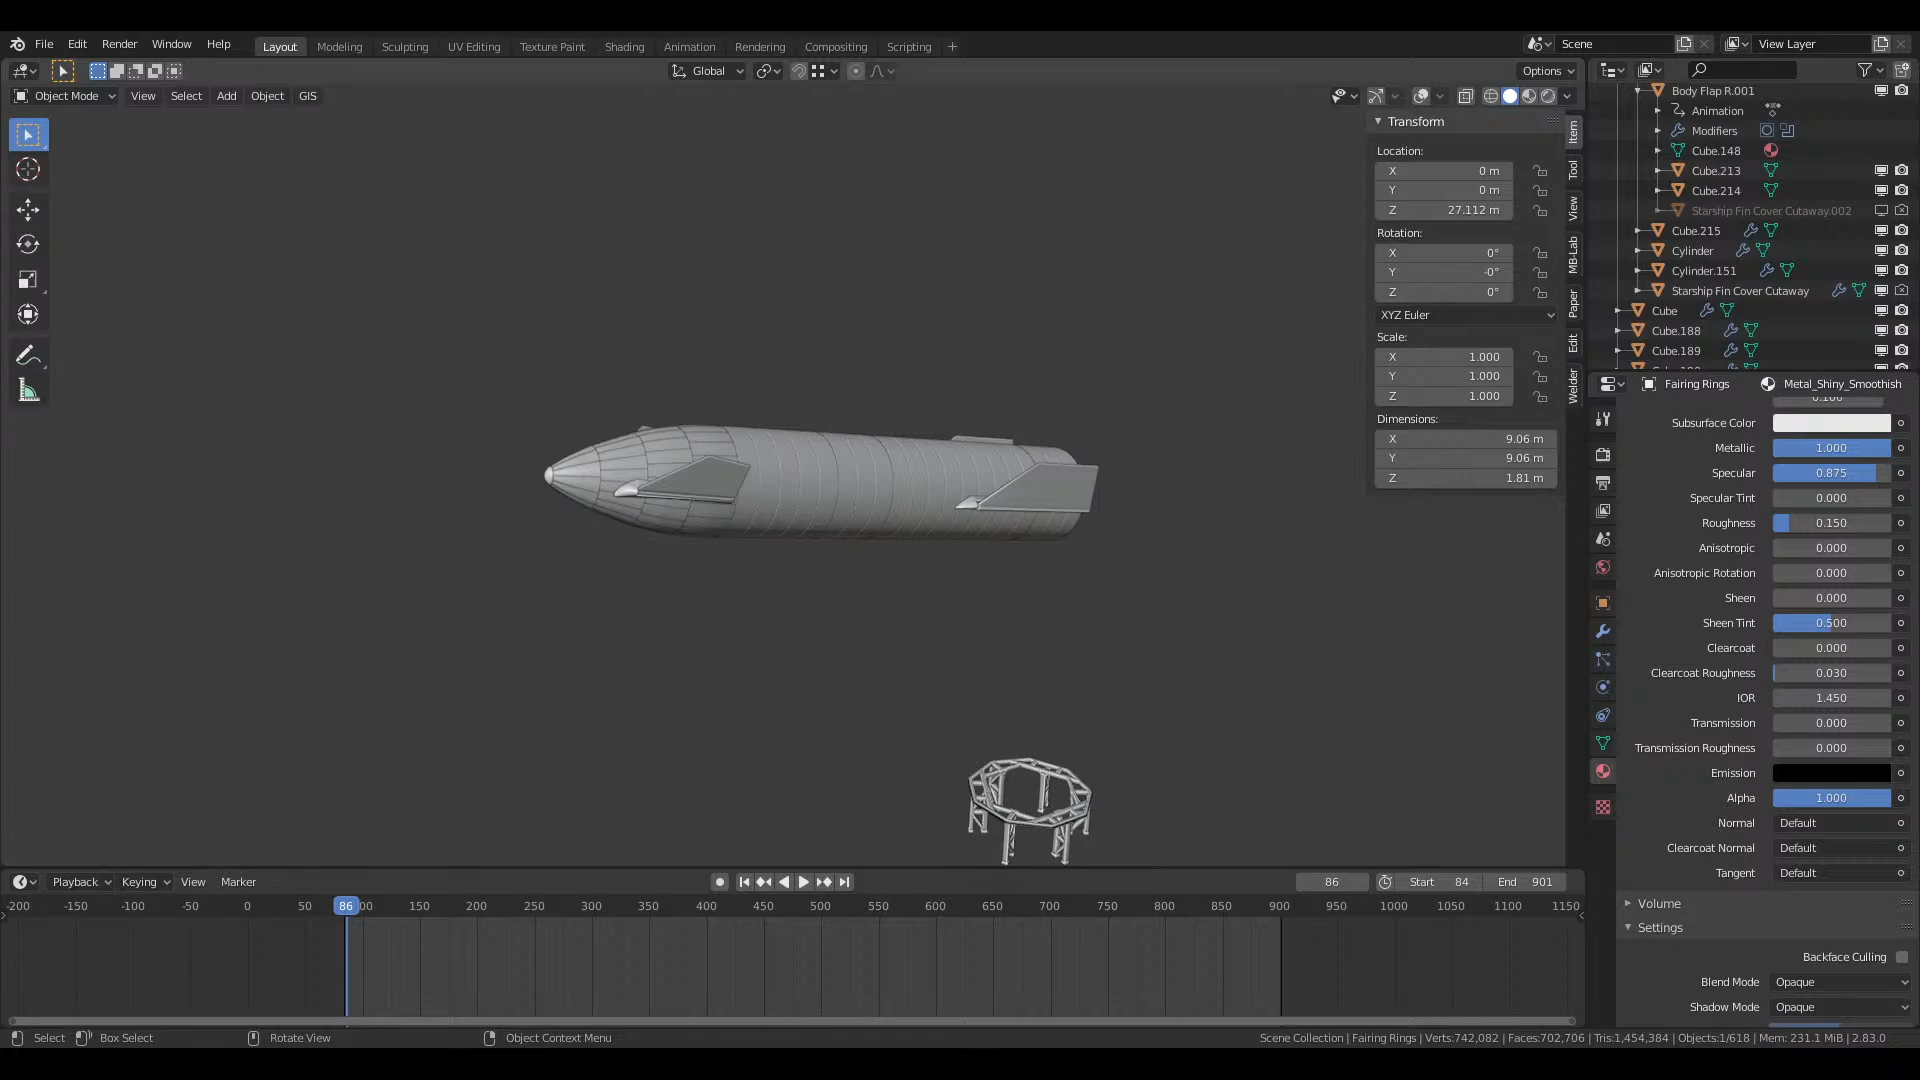 File Edit Render Window Help Layout Modeling Sculpting UV Editing Texture Paint Shading Animation Rendering Compositing Scripting + Scene View Layer
Global Options
Object Mode View Select Add Object GIS
Transform
Location:
X 0 m
Y 0 m
Z 27.112 m
Rotation:
X 0°
Y -0°
Z 0°
XYZ Euler
Scale:
X 1.000
Y 1.000
Z 1.000
Dimensions:
X 9.06 m
Y 9.06 m
Z 1.81 m
Item
Tool
View
MB-Lab
Paper
Edit
Welder
Body Flap R.001
Animation
Modifiers
Cube.148
Cube.213
Cube.214
Starship Fin Cover Cutaway.002
Cube.215
Cylinder
Cylinder.151
Starship Fin Cover Cutaway
Cube
Cube.188
Cube.189
Fairing Rings Metal_Shiny_Smoothish
0.100
Subsurface Color
Metallic 1.000
Specular 0.875
Specular Tint 0.000
Roughness 0.150
Anisotropic 0.000
Anisotropic Rotation 0.000
Sheen 0.000
Sheen Tint 0.500
Clearcoat 0.000
Clearcoat Roughness 0.030
IOR 1.450
Transmission 0.000
Transmission Roughness 0.000
Emission
Alpha 1.000
Normal Default
Clearcoat Normal Default
Tangent Default
Volume
Settings
Backface Culling
Blend Mode Opaque
Shadow Mode Opaque
Playback Keying View Marker 86 Start 84 End 901
-200 -150 -100 -50 0 50 86 00 150 200 250 300 350 400 450 500 550 600 650 700 750 800 850 900 950 1000 1050 1100 1150
Select Box Select Rotate View Object Context Menu Scene Collection | Fairing Rings | Verts:742,082 | Faces:702,706 | Tris:1,454,384 | Objects:1/618 | Mem: 231.1 MiB | 2.83.0